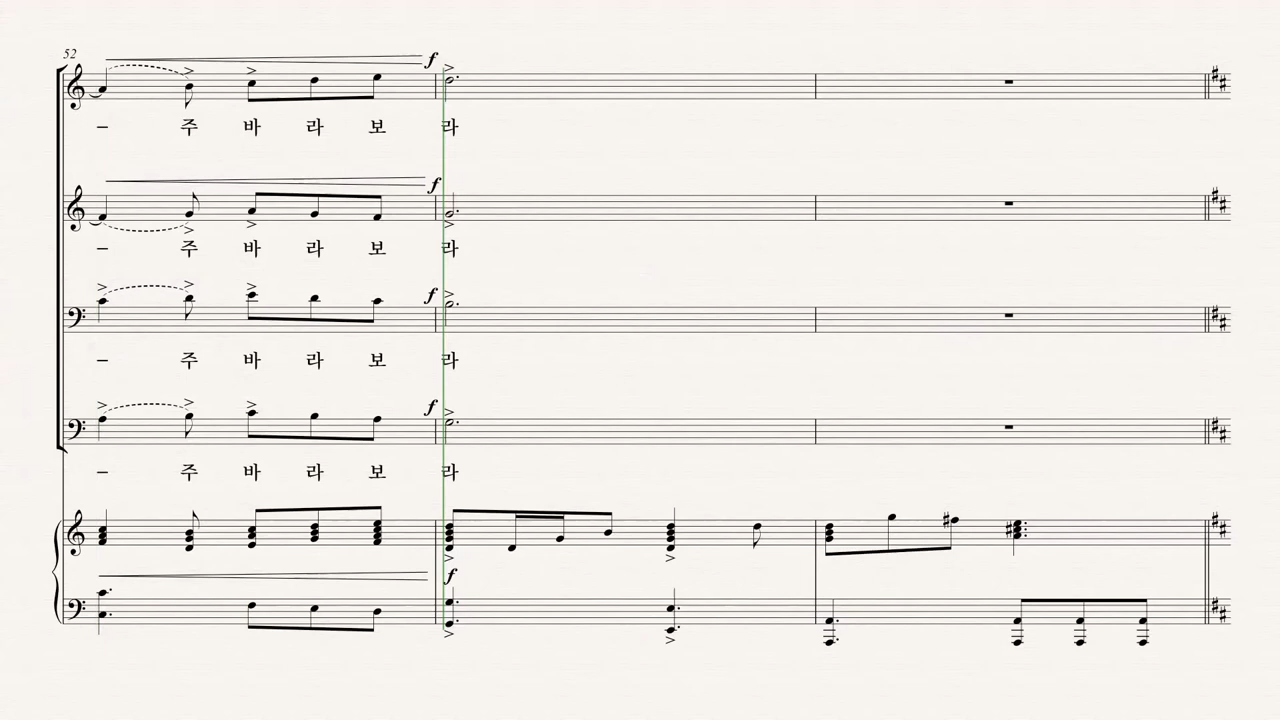 52
f
– 주 바 라 보 라
f
– 주 바 라 보 라
f
– 주 바 라 보 라
f
– 주 바 라 보 라
f